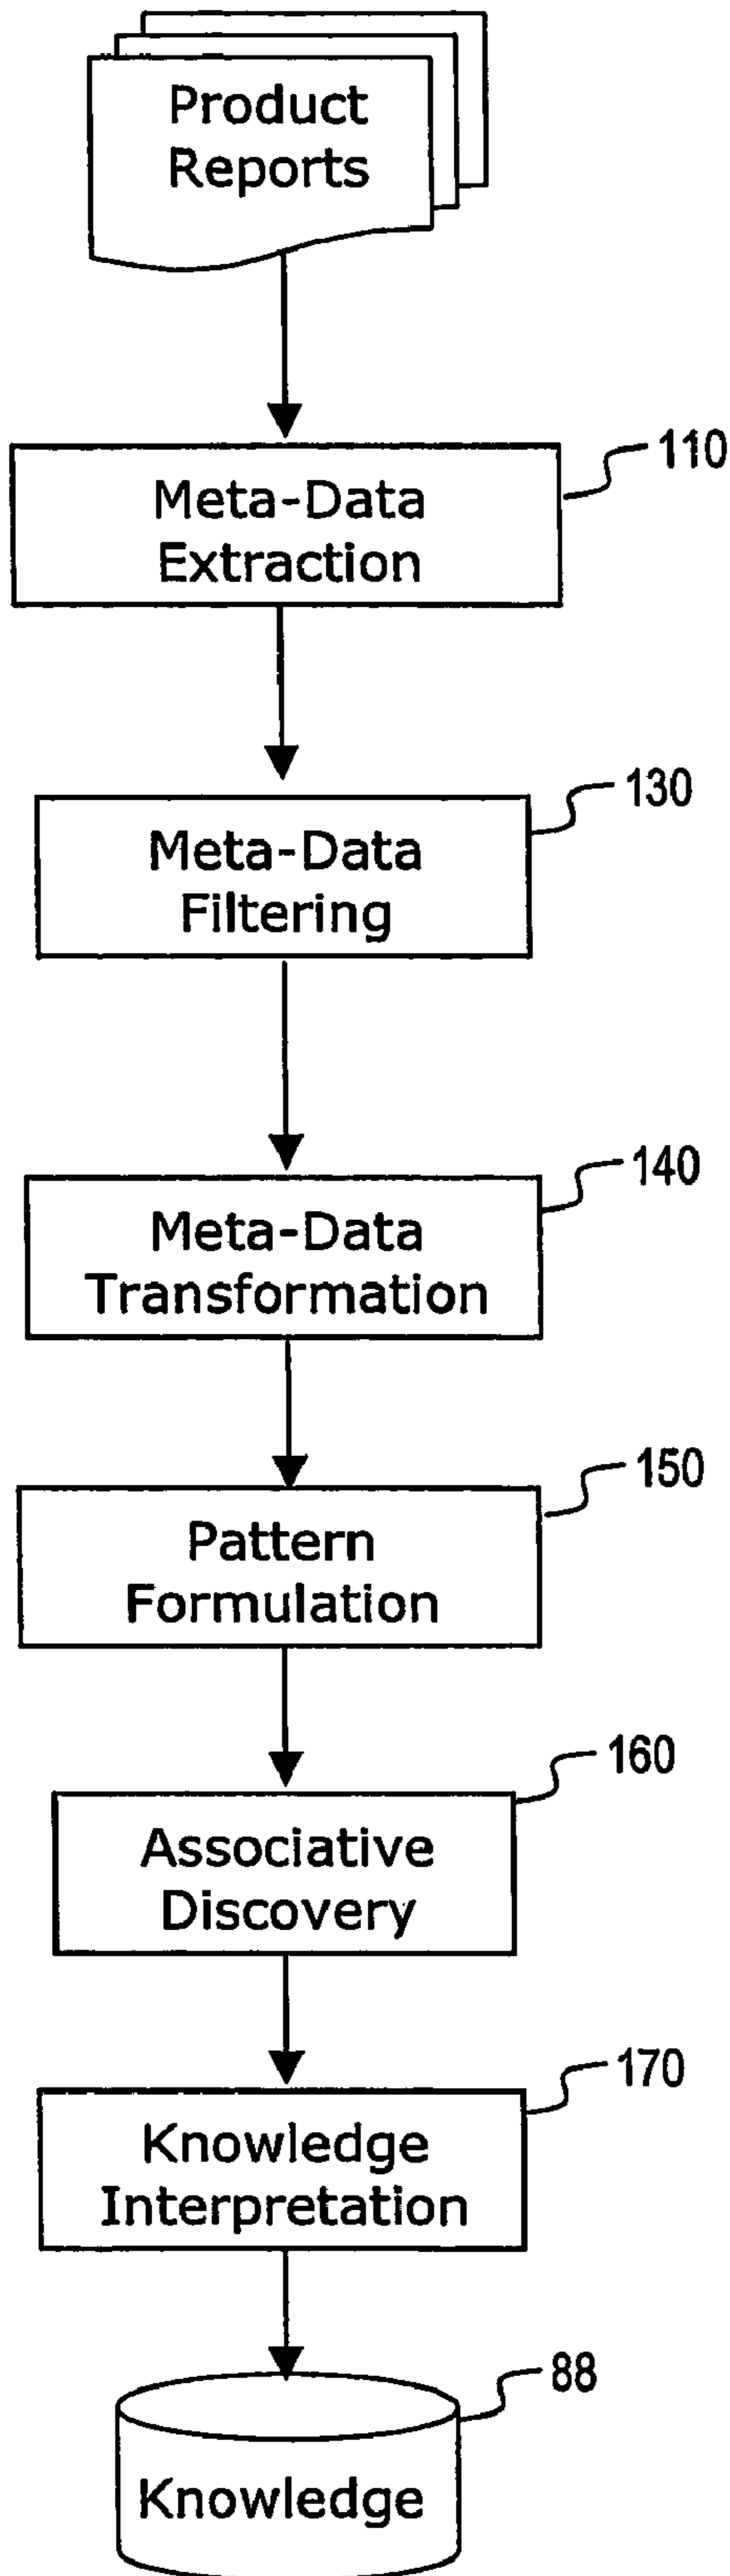 Product
Reports
110
Meta-Data
Extraction
130
Meta-Data
Filtering
140
Meta-Data
Transformation
150
Pattern
Formulation
160
Associative
Discovery
170
Knowledge
Interpretation
88
Knowledge